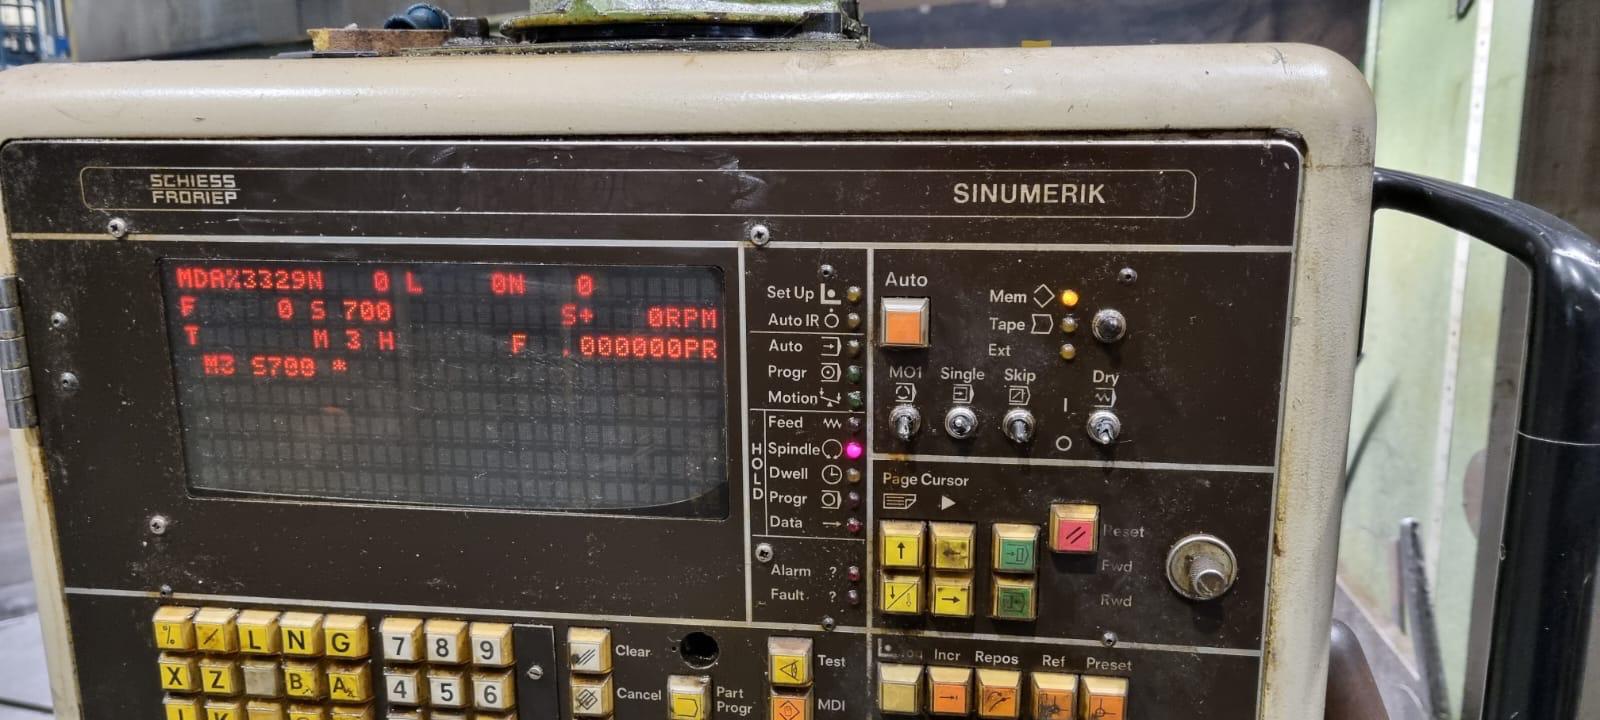 SCHIESS
FRORIEP
SINUMERIK
MDA%3329N 0 L 0N 0
F 0 S 700 S+ 0RPM
T M 3 H F .000000PR
M3 S700 *
Set Up
Auto IR
Auto
Progr
Motion
HOLD
Feed
Spindle
Dwell
Progr
Data
Alarm ?
Fault ?
Auto
Mem
Tape
Ext
MO1 Single Skip Dry
I
O
Page Cursor
Reset
Fwd
Rwd
% L N G 7 8 9
X Z B A 4 5 6
Clear
Cancel
Part
Progr
Test
MDI
Incr Repos Ref Preset